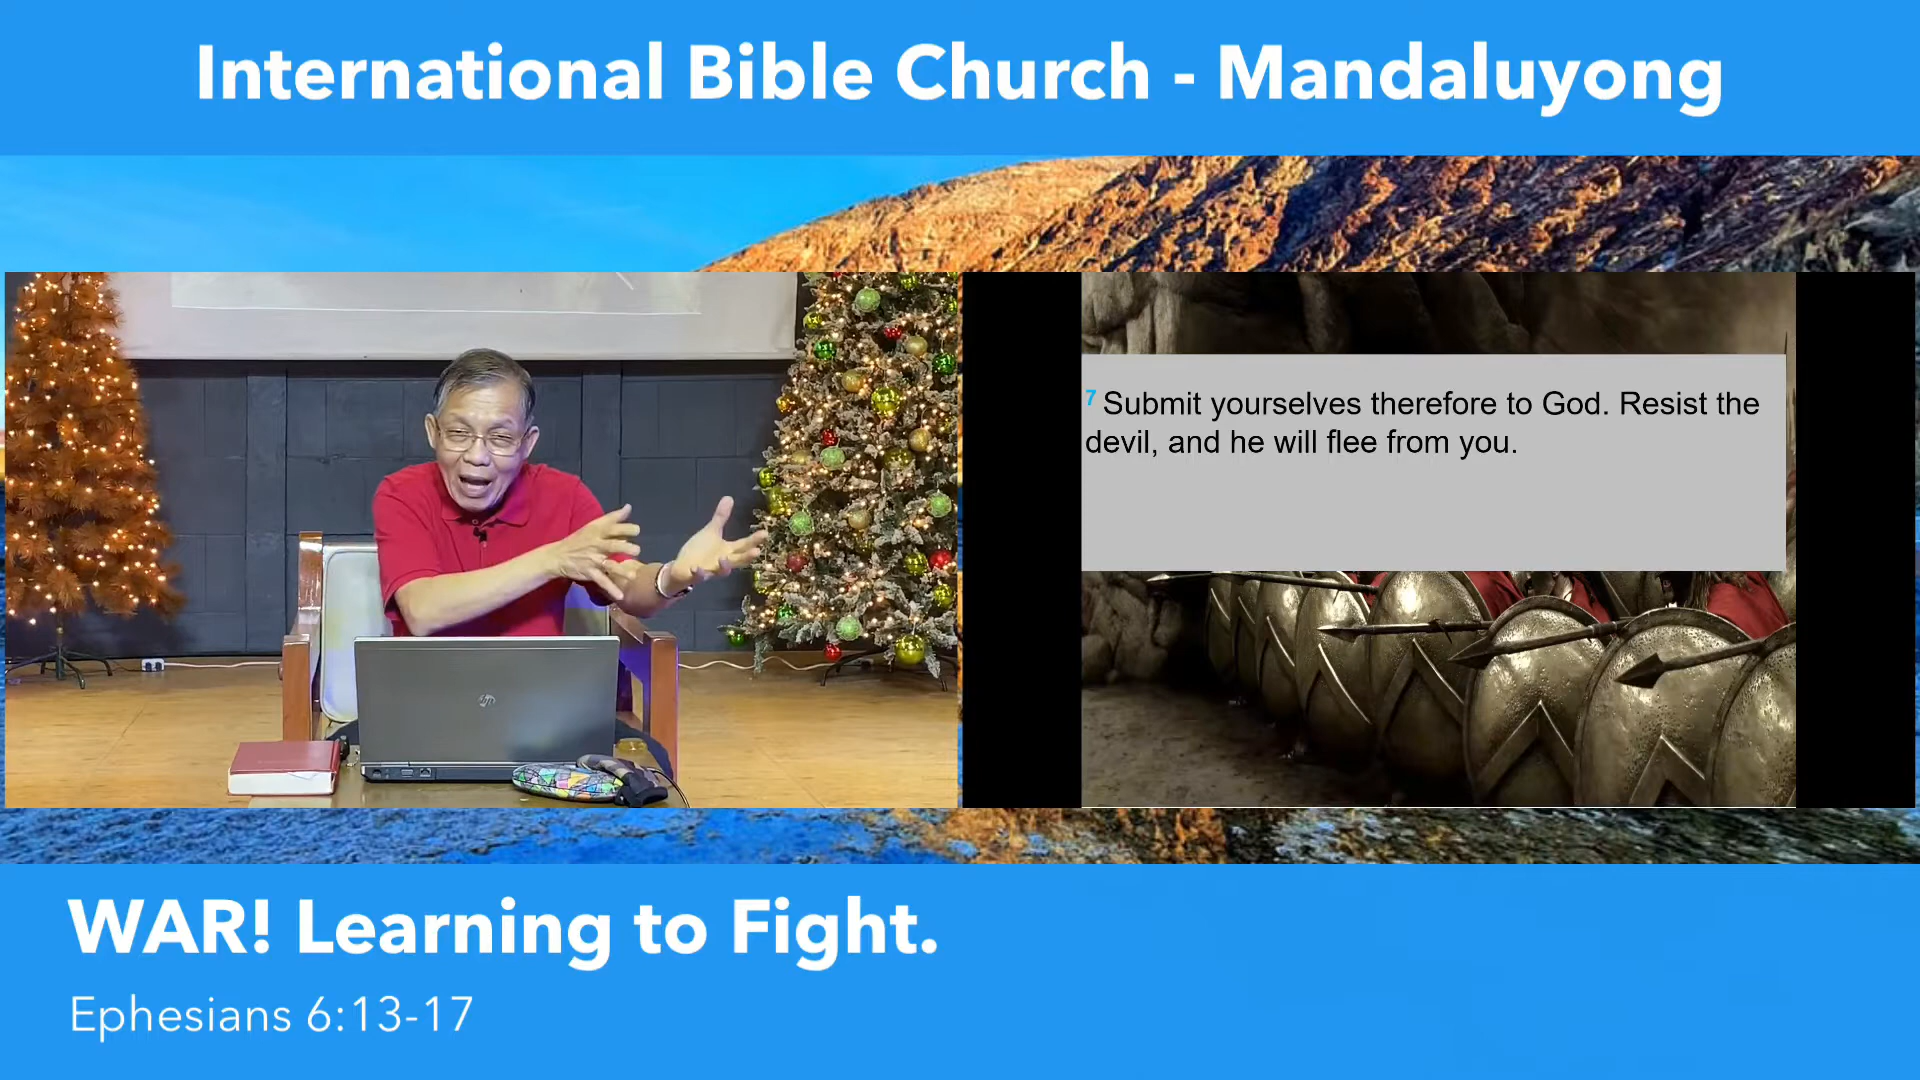 International Bible Church - Mandaluyong
7 Submit yourselves therefore to God. Resist the
devil, and he will flee from you.
hp
WAR! Learning to Fight.
Ephesians 6:13-17